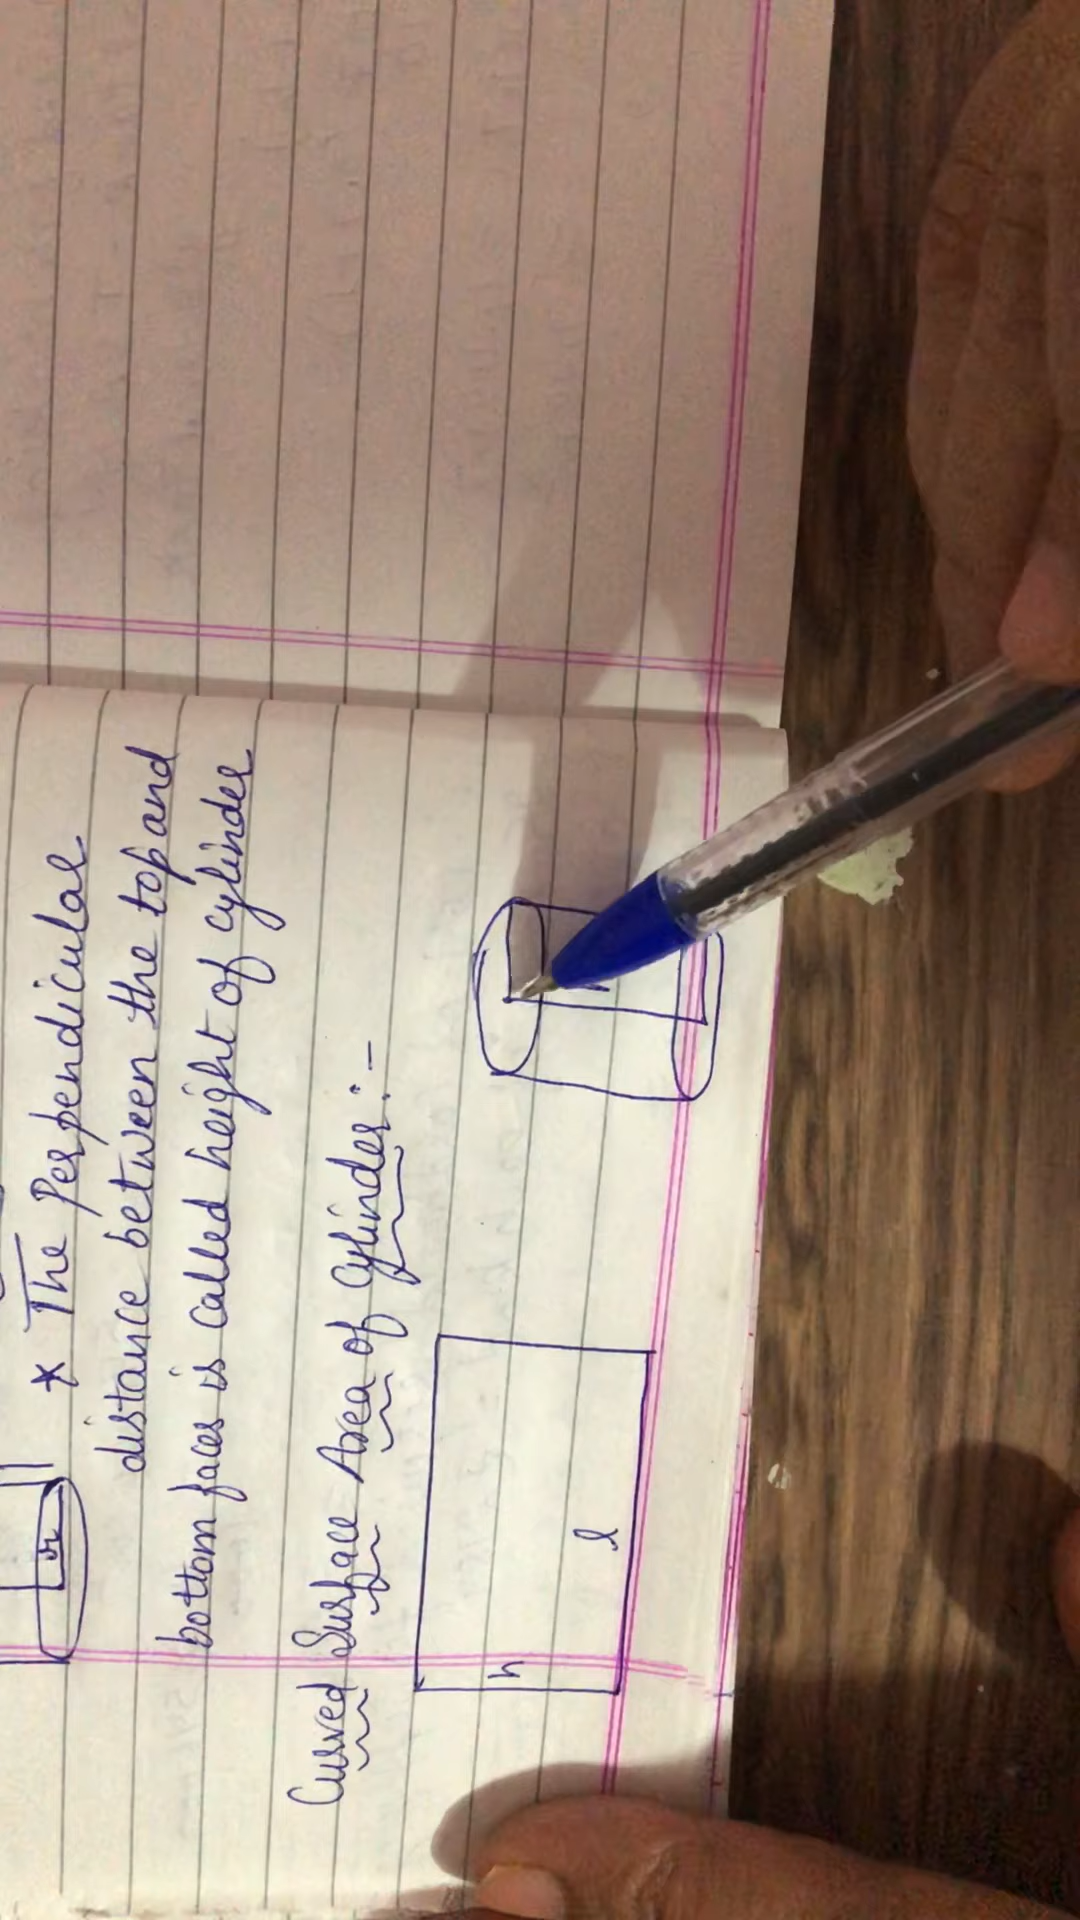 r
* The Perpendicular
distance between the top and
bottom faces is called height of cylinder
Curved Surface Area of Cylinder :-
h
l